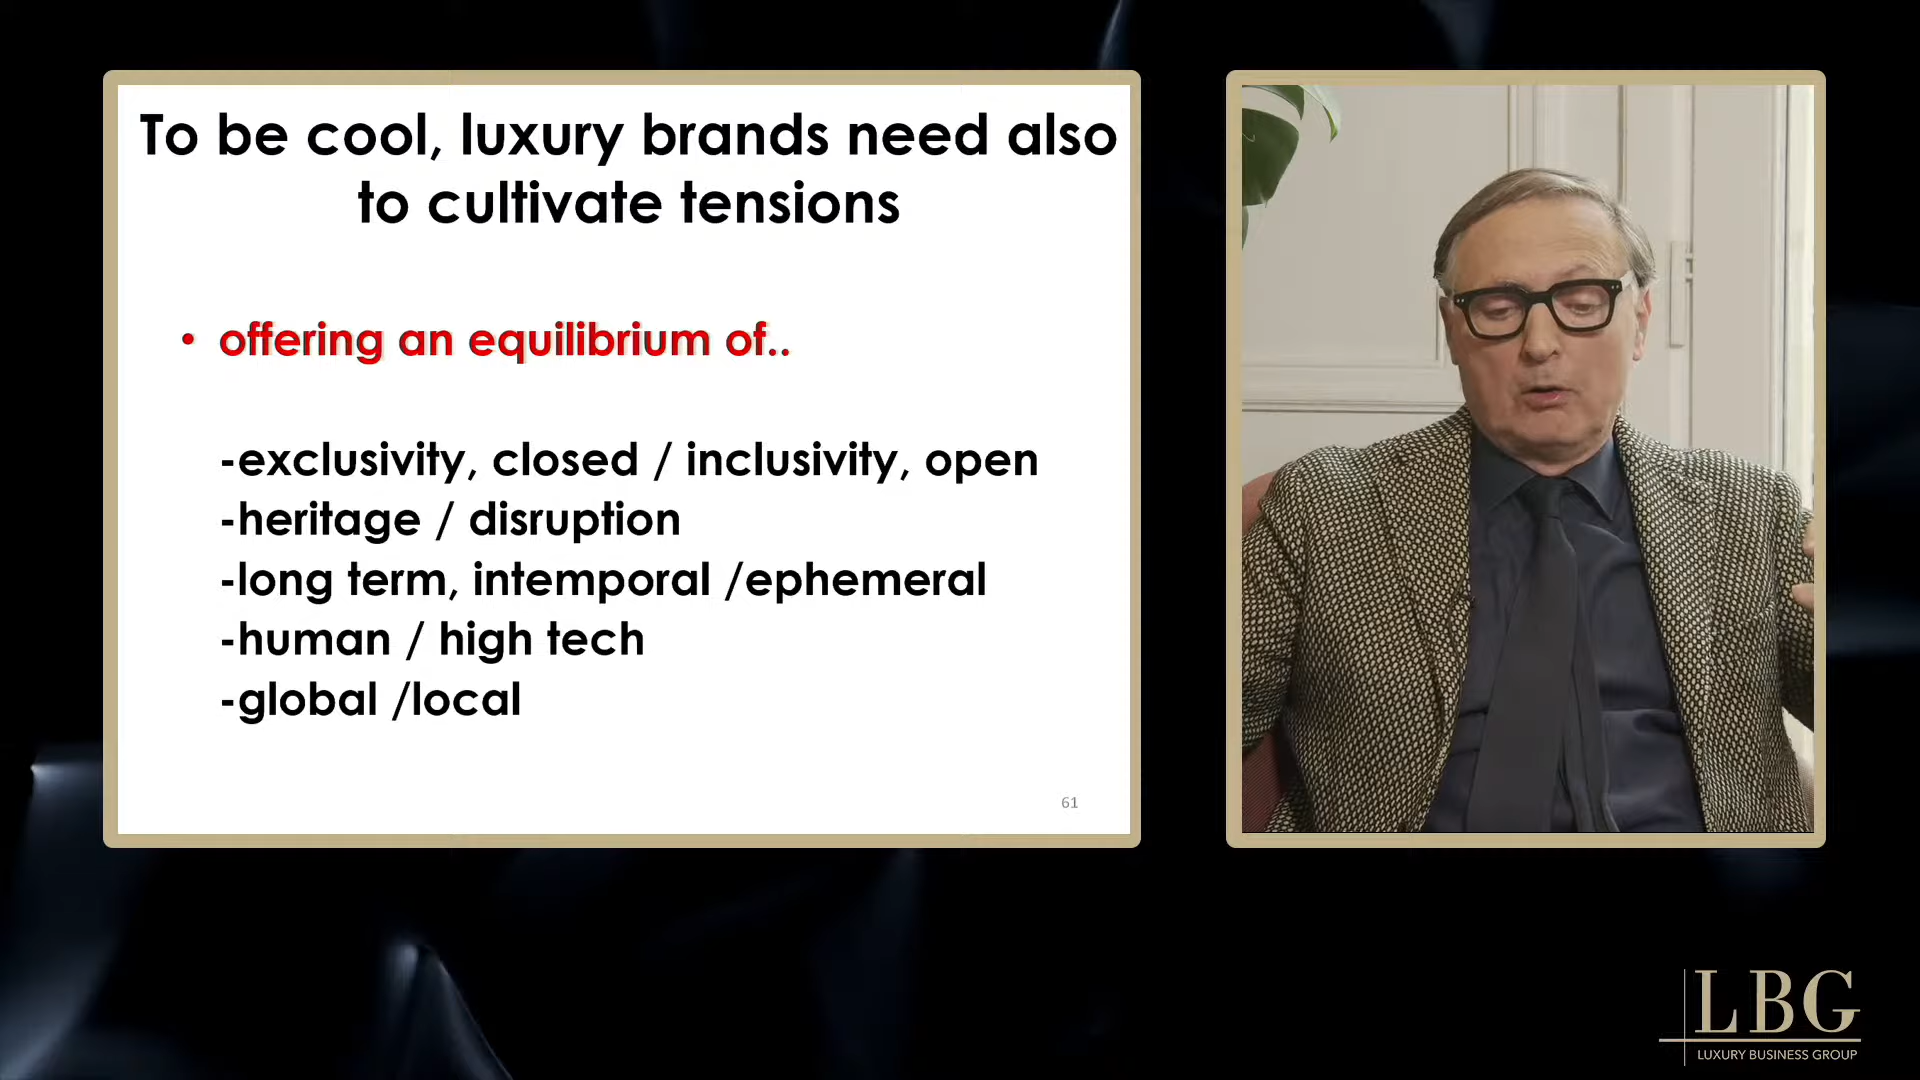 To be cool, luxury brands need also
to cultivate tensions
• offering an equilibrium of..
-exclusivity, closed / inclusivity, open
-heritage / disruption
-long term, intemporal /ephemeral
-human / high tech
-global /local
61
LBG
LUXURY BUSINESS GROUP